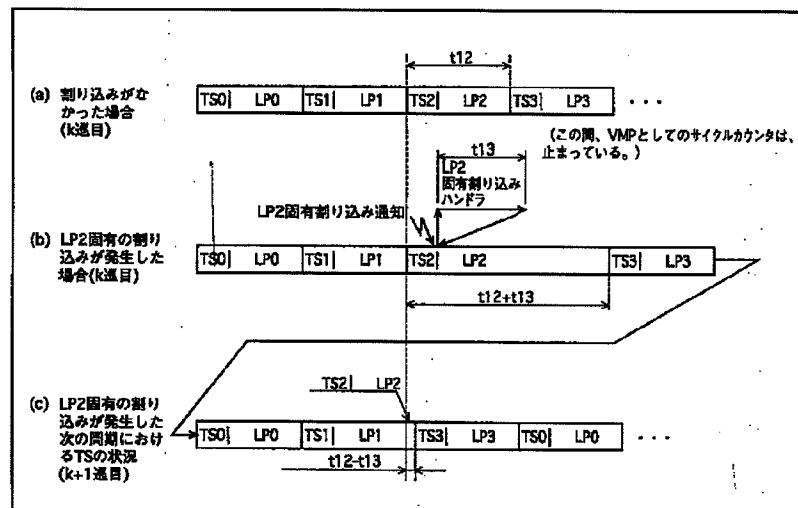 t12
(a) 割り込みがな
かった場合
(k巡目)
TS0 LP0 TS1 LP1 TS2 LP2 TS3 LP3 ・・・
(この間、VMPとしてのサイクルカウンタは、
止まっている。)
t13
LP2
固有割り込み
ハンドラ
LP2固有割り込み通知
(b) LP2固有の割り
込みが発生した
場合(k巡目)
TS0 LP0 TS1 LP1 TS2 LP2 TS3 LP3
t12+t13
TS2 LP2
(c) LP2固有の割り
込みが発生した
次の周期におけ
るTSの状況
(k+1巡目)
TS0 LP0 TS1 LP1 TS3 LP3 TS0 LP0 ・・・
t12-t13